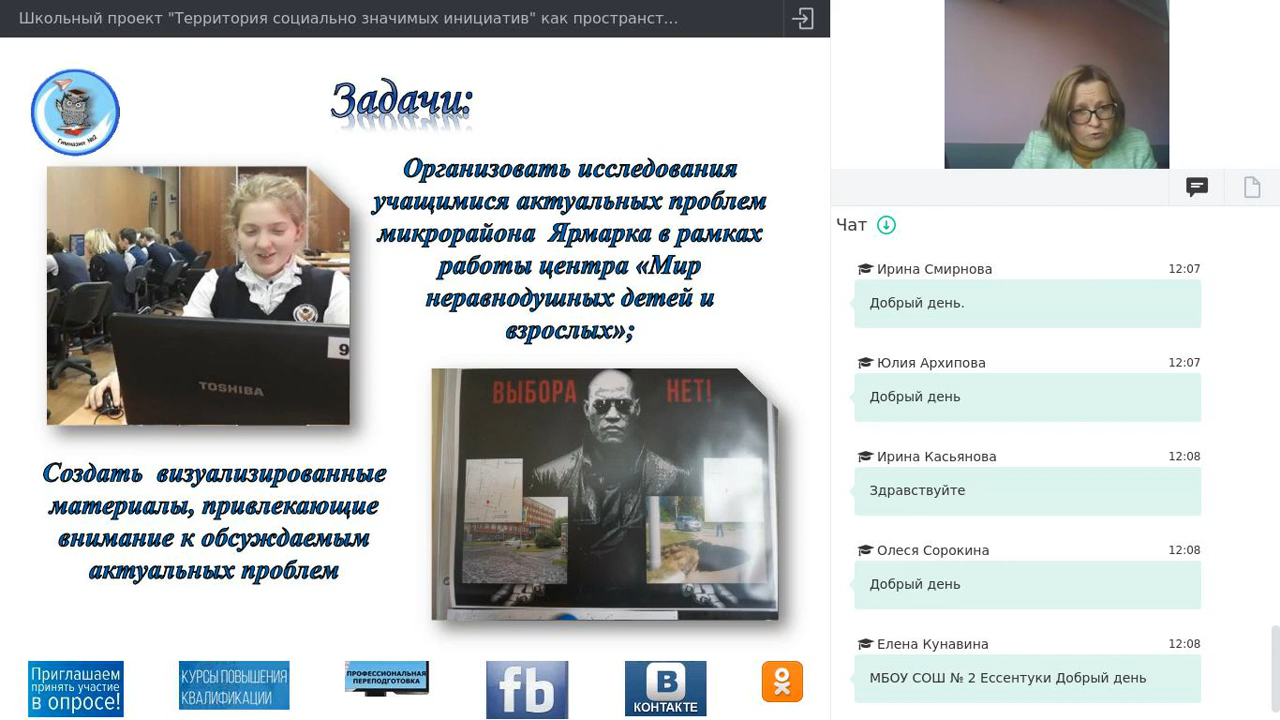 Школьный проект "Территория социально значимых инициатив" как пространст...
Задачи:
Гимназия №2
Организовать исследования
учащимися актуальных проблем
микрорайона Ярмарка в рамках
работы центра «Мир
неравнодушных детей и
взрослых»;
9
TOSHIBA
ВЫБОРА НЕТ!
Создать визуализированные
материалы, привлекающие
внимание к обсуждаемым
актуальных проблем
Приглашаем
принять участие
в опросе!
КУРСЫ ПОВЫШЕНИЯ
КВАЛИФИКАЦИИ
ПРОФЕССИОНАЛЬНАЯ
ПЕРЕПОДГОТОВКА
fb
В
КОНТАКТЕ
Чат
Ирина Смирнова 12:07
Добрый день.
Юлия Архипова 12:07
Добрый день
Ирина Касьянова 12:08
Здравствуйте
Олеся Сорокина 12:08
Добрый день
Елена Кунавина 12:08
МБОУ СОШ № 2 Ессентуки Добрый день